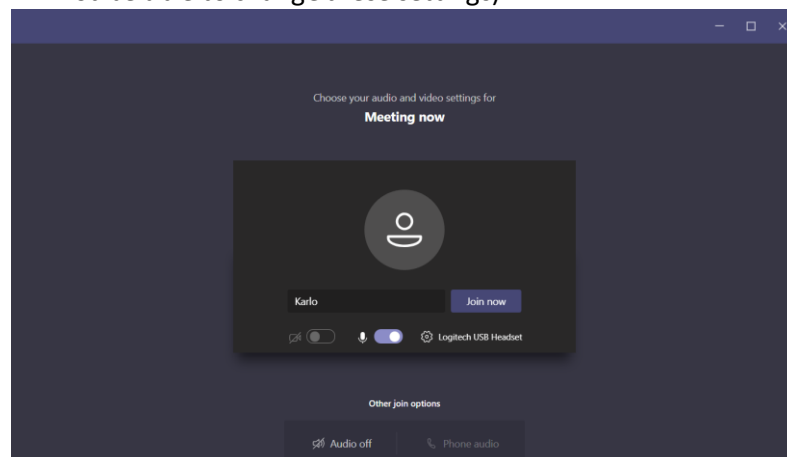 Choose your audio and video settings for
Meeting now
Karlo
Join now
Logitech USB Headset
Other join options
Audio off
Phone audio